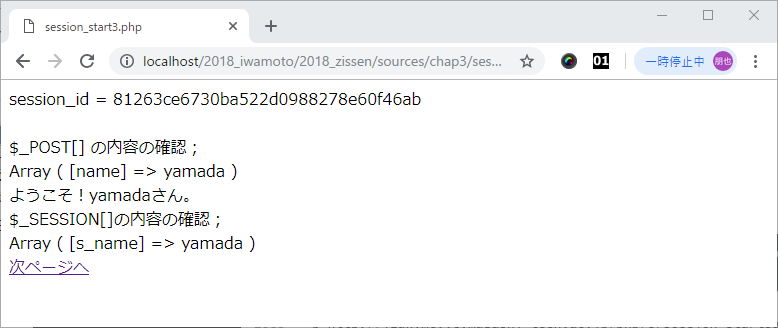 session_start3.php
localhost/2018_iwamoto/2018_zissen/sources/chap3/ses...
01
一時停止中
朋也
session_id = 81263ce6730ba522d0988278e60f46ab
$_POST[] の内容の確認；
Array ( [name] => yamada )
ようこそ！yamadaさん。
$_SESSION[]の内容の確認；
Array ( [s_name] => yamada )
次ページへ